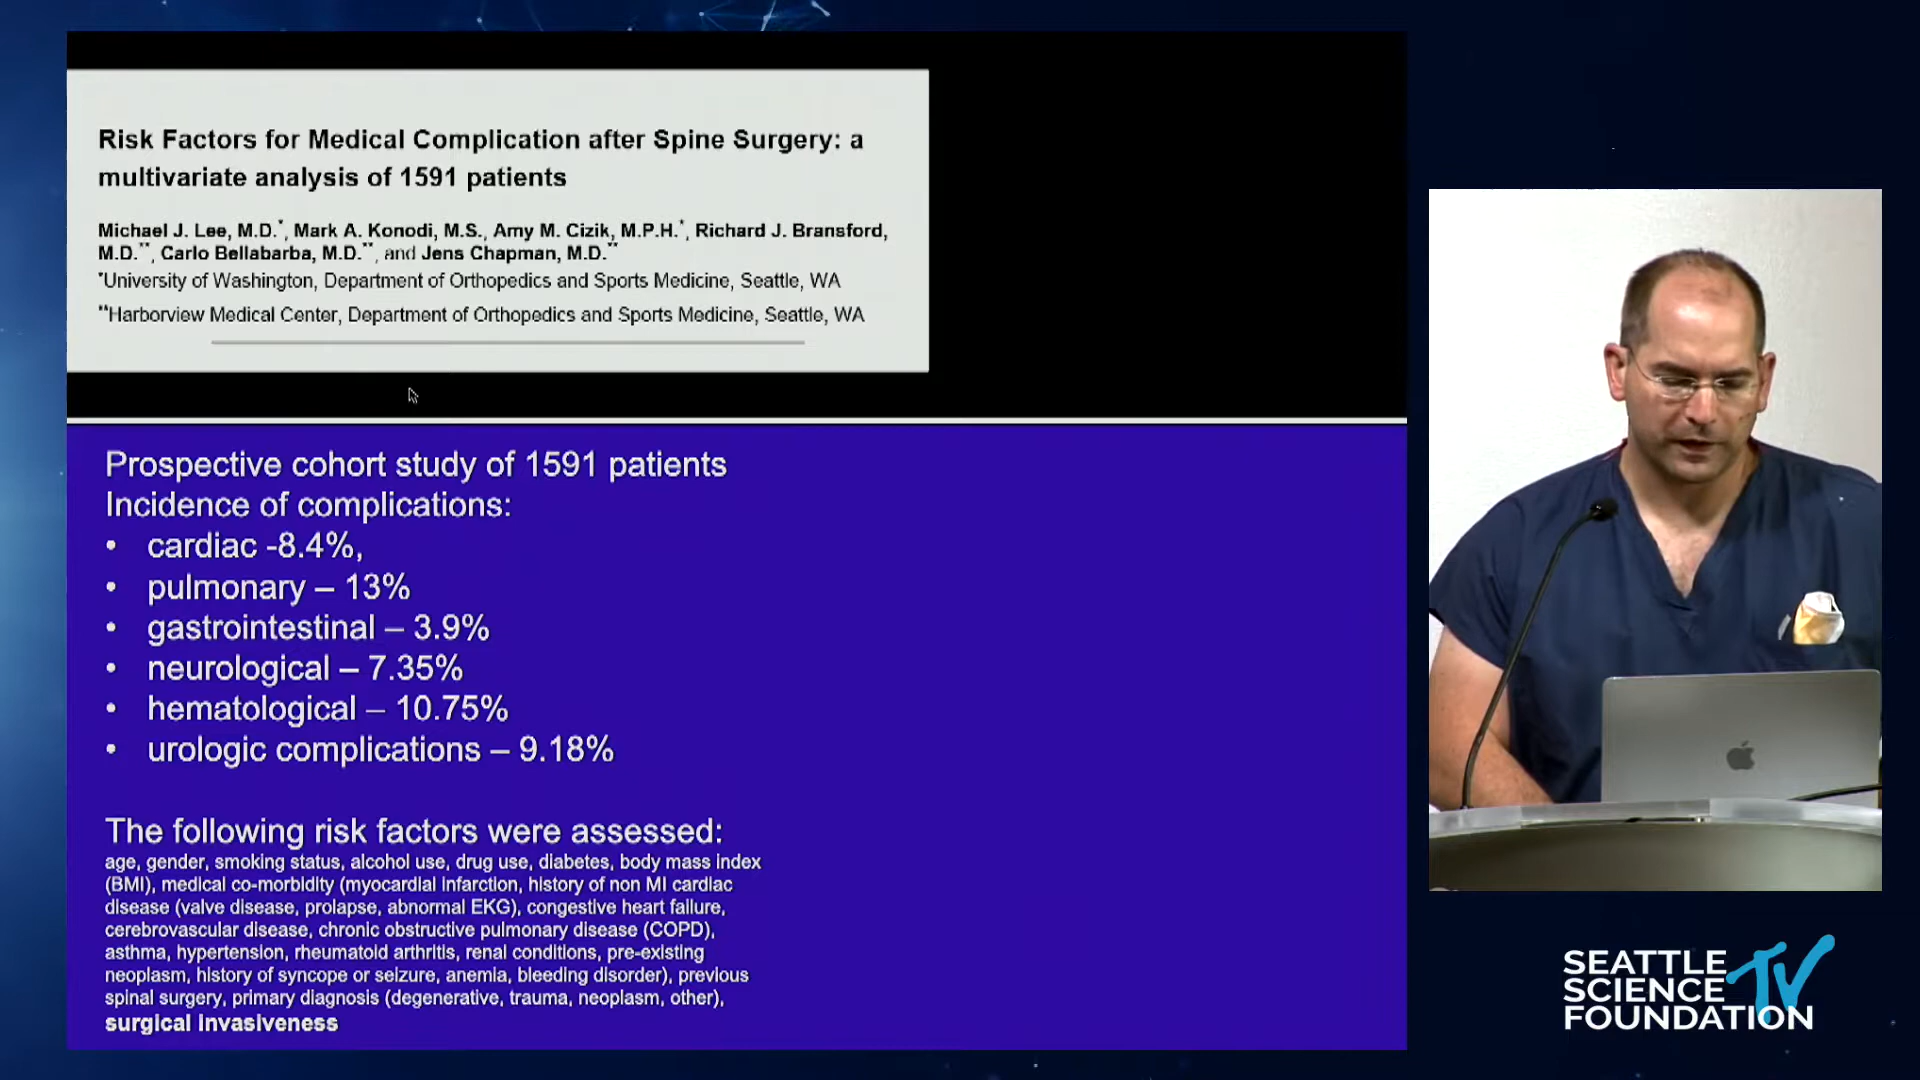 Risk Factors for Medical Complication after Spine Surgery: a
multivariate analysis of 1591 patients
Michael J. Lee, M.D.*, Mark A. Konodi, M.S., Amy M. Cizik, M.P.H.*, Richard J. Bransford,
M.D.**, Carlo Bellabarba, M.D.**, and Jens Chapman, M.D.**
*University of Washington, Department of Orthopedics and Sports Medicine, Seattle, WA
**Harborview Medical Center, Department of Orthopedics and Sports Medicine, Seattle, WA
Prospective cohort study of 1591 patients
Incidence of complications:
• cardiac -8.4%,
• pulmonary – 13%
• gastrointestinal – 3.9%
• neurological – 7.35%
• hematological – 10.75%
• urologic complications – 9.18%
The following risk factors were assessed:
age, gender, smoking status, alcohol use, drug use, diabetes, body mass index
(BMI), medical co-morbidity (myocardial infarction, history of non MI cardiac
disease (valve disease, prolapse, abnormal EKG), congestive heart failure,
cerebrovascular disease, chronic obstructive pulmonary disease (COPD),
asthma, hypertension, rheumatoid arthritis, renal conditions, pre-existing
neoplasm, history of syncope or seizure, anemia, bleeding disorder), previous
spinal surgery, primary diagnosis (degenerative, trauma, neoplasm, other),
surgical invasiveness
SEATTLE
SCIENCE TV
FOUNDATION